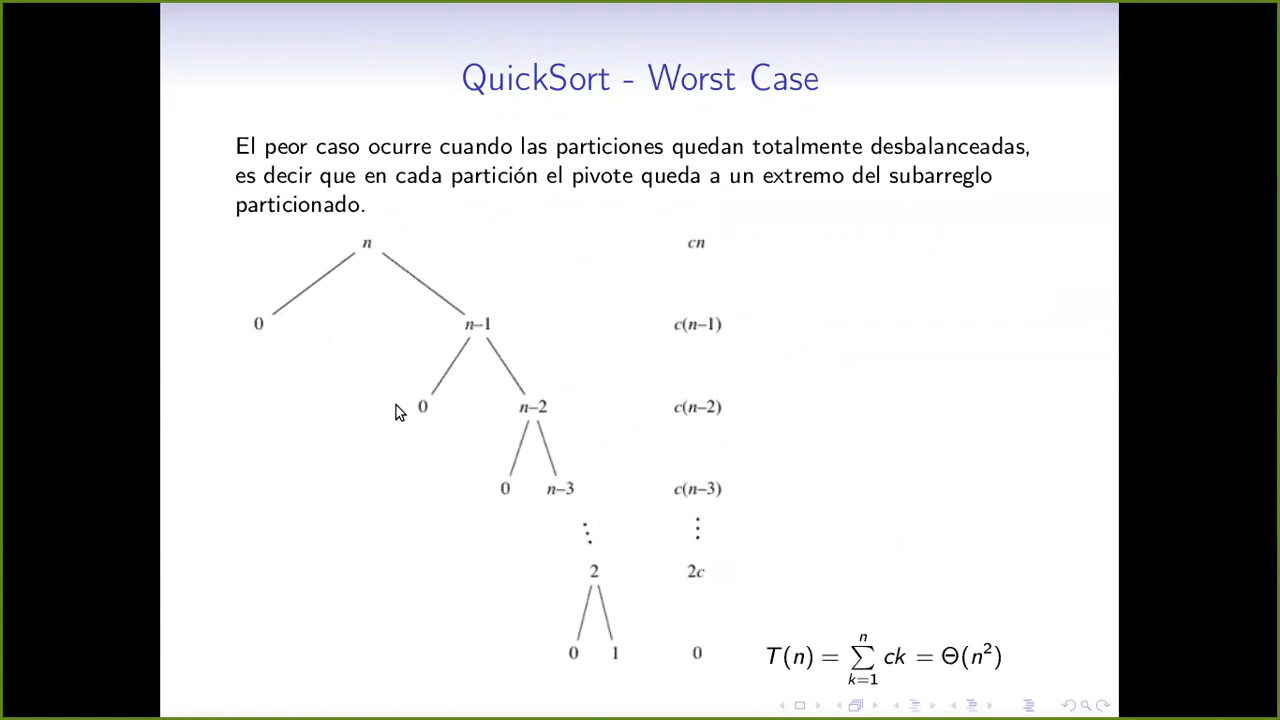 QuickSort - Worst Case
El peor caso ocurre cuando las particiones quedan totalmente desbalanceadas,
es decir que en cada partición el pivote queda a un extremo del subarreglo
particionado.
n cn
0 n–1 c(n–1)
0 n–2 c(n–2)
0 n–3 c(n–3)
⋱ ⋮
2 2c
0 1 0
T(n) = ∑ₖ₌₁ⁿ ck = Θ(n²)